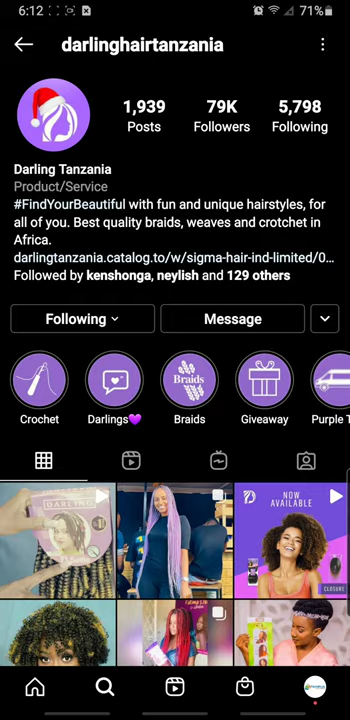 6:12
71%
darlinghairtanzania
1,939
79K
5,798
Posts
Followers
Following
Darling Tanzania
Product/Service
#FindYourBeautiful with fun and unique hairstyles, for
all of you. Best quality braids, weaves and crotchet in
Africa.
darlingtanzania.catalog.to/w/sigma-hair-ind-limited/0...
Followed by kenshonga, neylish and 129 others
Following
Message
Crochet
Darlings💜
Braids
Giveaway
Purple T
Braids
DARLING
NOW
AVAILABLE
CLOSURE